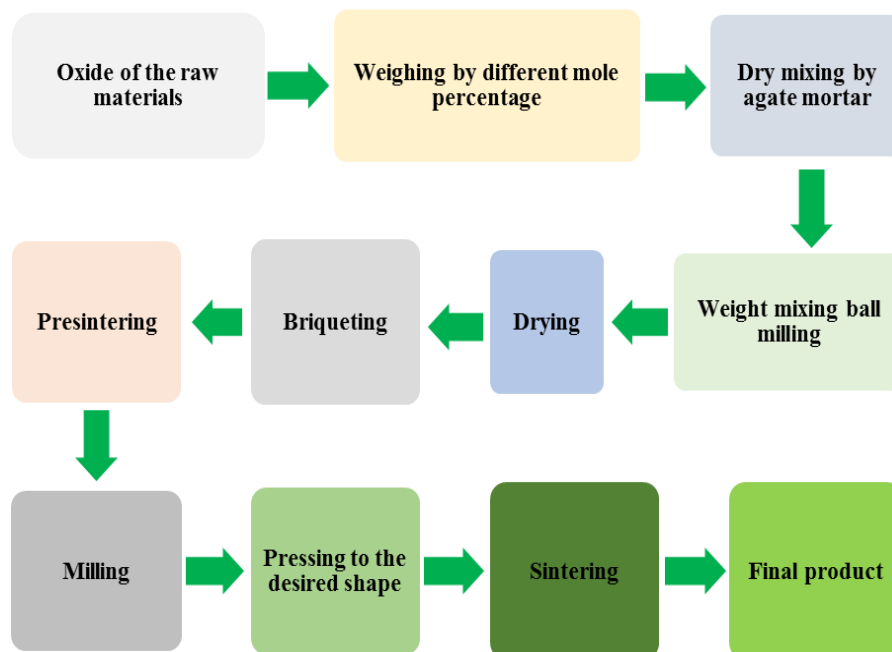 Oxide of the raw
materials
Weighing by different mole
percentage
Dry mixing by
agate mortar
Weight mixing ball
milling
Drying
Briqueting
Presintering
Milling
Pressing to the
desired shape
Sintering
Final product